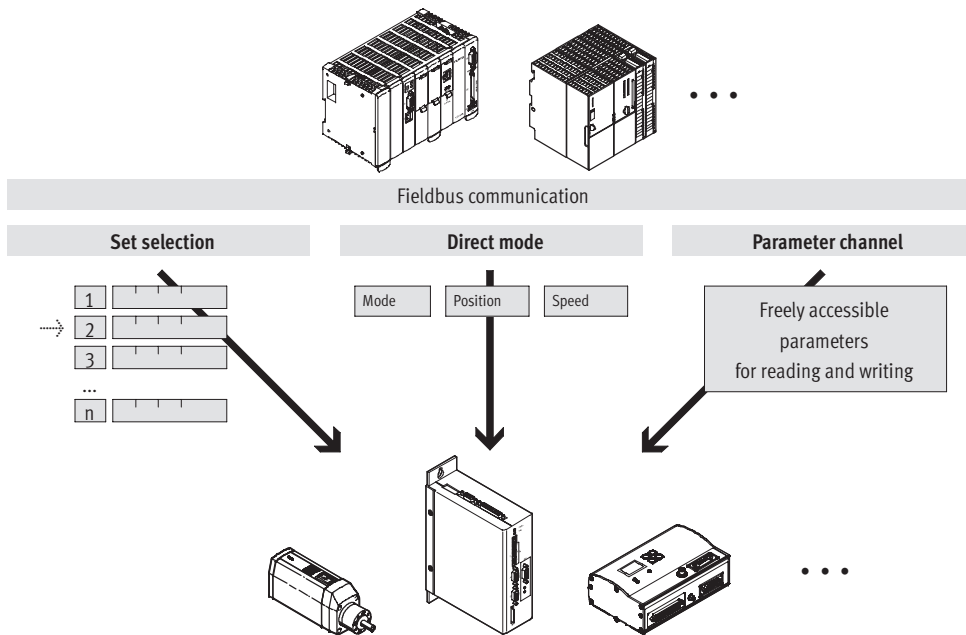 • • •
Fieldbus communication
Set selection
Direct mode
Parameter channel
1
2
3
...
n
Mode
Position
Speed
Freely accessible
parameters
for reading and writing
• • •